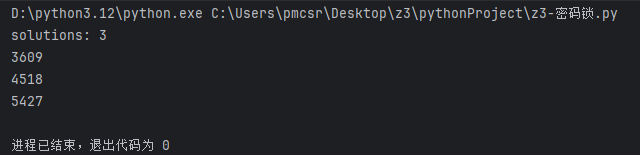 D:\python3.12\python.exe C:\Users\pmcsr\Desktop\z3\pythonProject\z3-密码锁.py
solutions: 3
3609
4518
5427
进程已结束，退出代码为 0